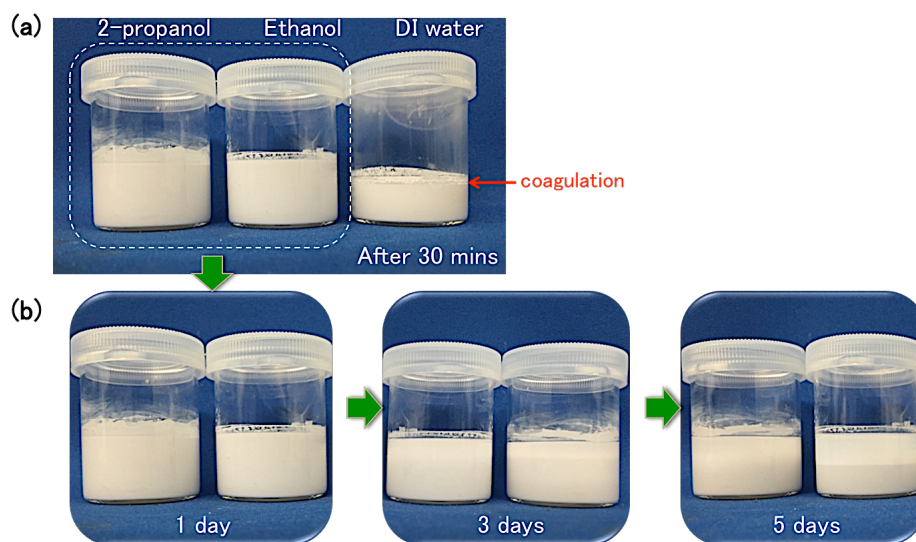 (a)
2-propanol Ethanol DI water
coagulation
After 30 mins
(b)
1 day 3 days 5 days